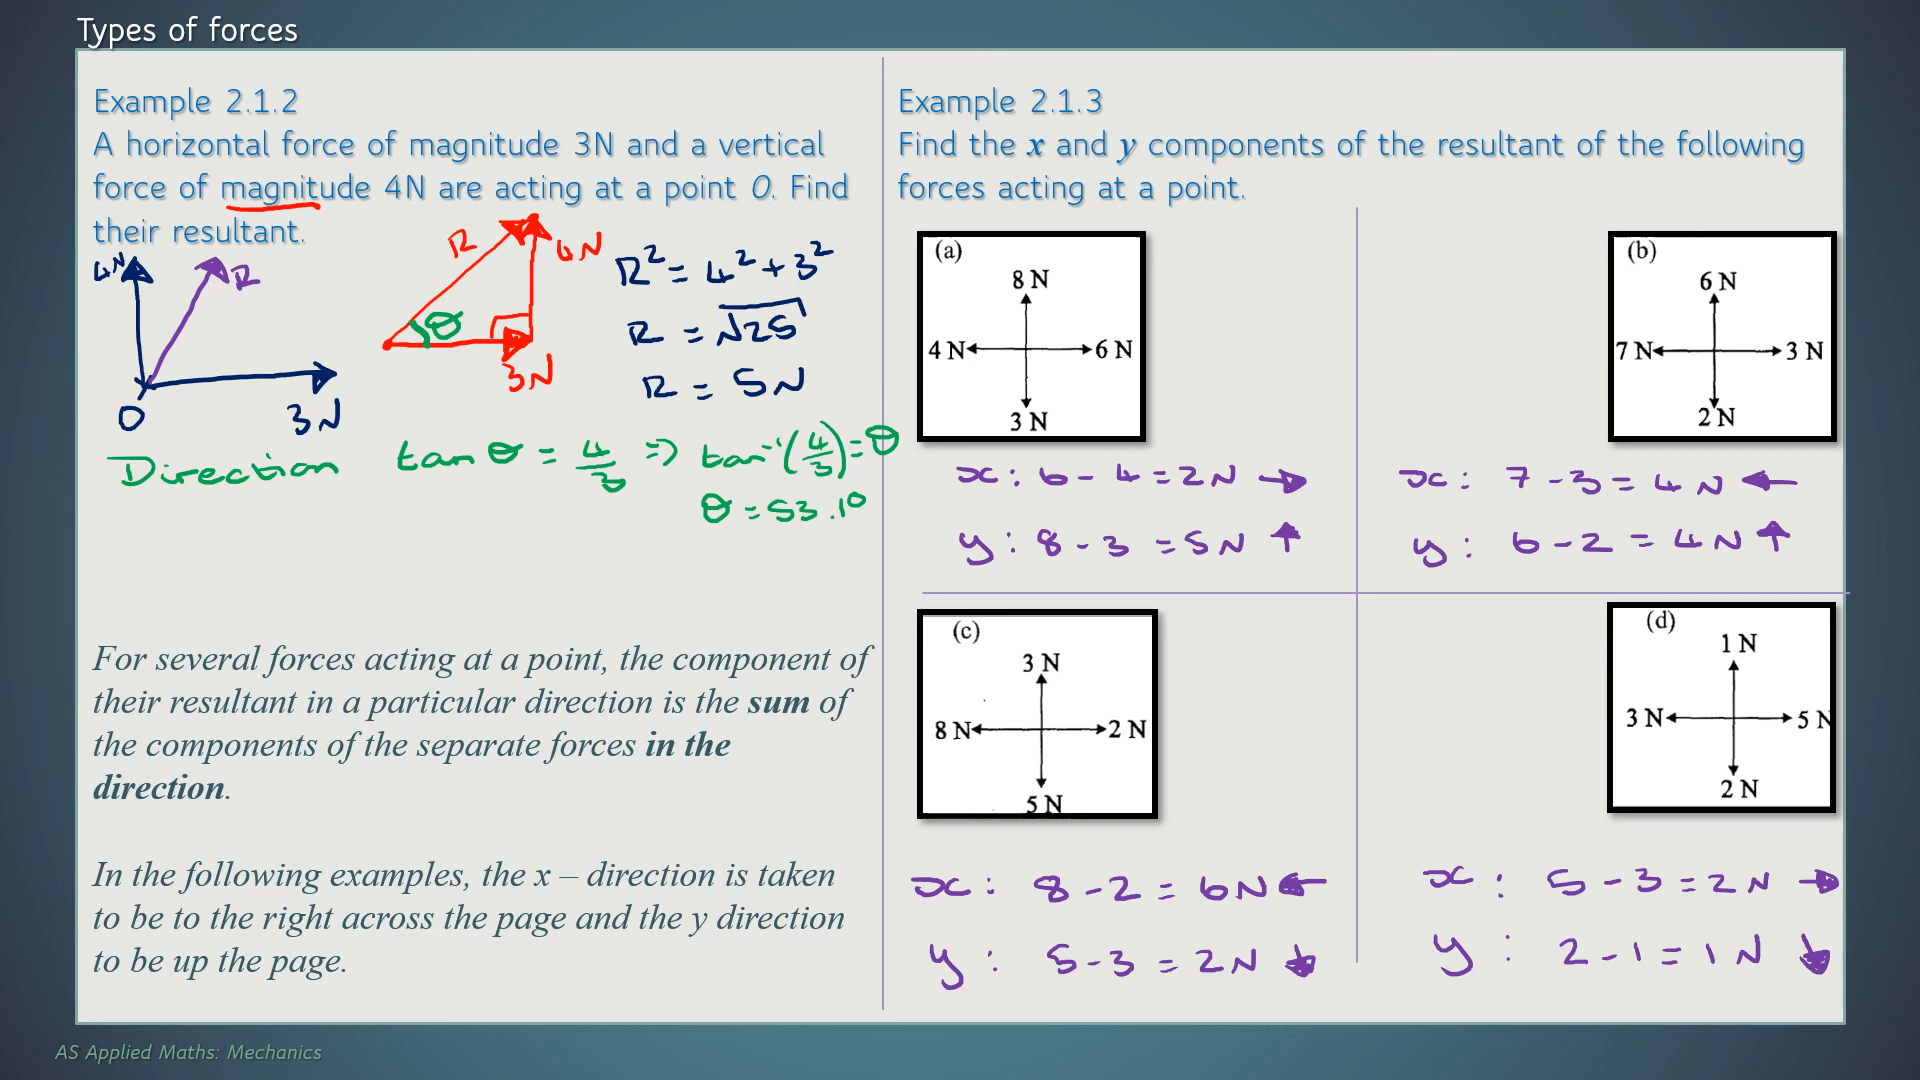 Types of forces
Example 2.1.2
A horizontal force of magnitude 3N and a vertical
force of magnitude 4N are acting at a point O. Find
their resultant.
4N
R
O
3N
R
4N
θ
3N
R² = 4² + 3²
R = √25
R = 5N
Direction tan θ = 4/3 => tan⁻¹(4/3) = θ
θ = 53.1°
For several forces acting at a point, the component of
their resultant in a particular direction is the sum of
the components of the separate forces in the
direction.
In the following examples, the x – direction is taken
to be to the right across the page and the y direction
to be up the page.
Example 2.1.3
Find the x and y components of the resultant of the following
forces acting at a point.
(a)
8 N
4 N
6 N
3 N
x : 6 - 4 = 2N →
y : 8 - 3 = 5N ↑
(b)
6 N
7 N
3 N
2 N
x : 7 - 3 = 4N ←
y : 6 - 2 = 4N ↑
(c)
3 N
8 N
2 N
5 N
x : 8 - 2 = 6N ←
y : 5 - 3 = 2N ↓
(d)
1 N
3 N
5 N
2 N
x : 5 - 3 = 2N →
y : 2 - 1 = 1N ↓
AS Applied Maths: Mechanics